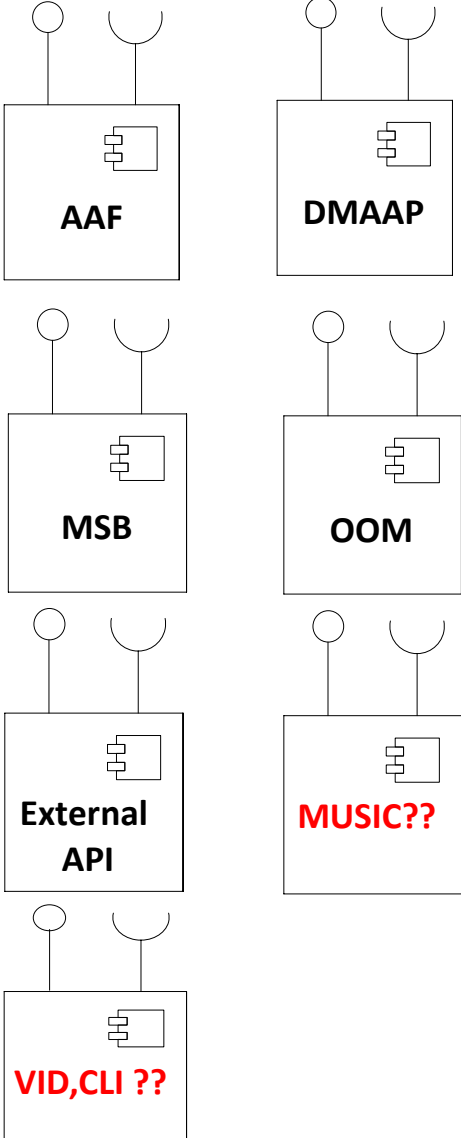 AAF
DMAAP
MSB
OOM
External
API
MUSIC??
VID,CLI ??